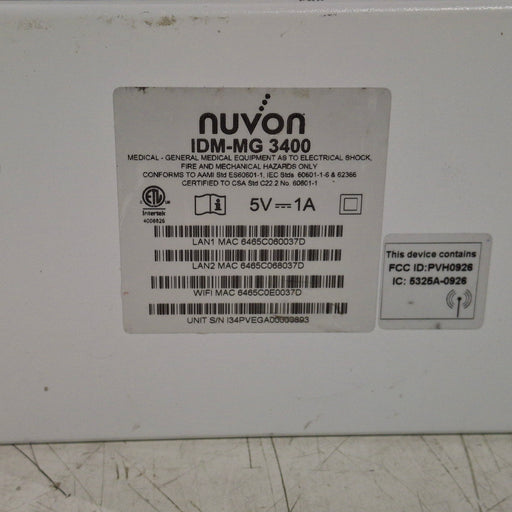 nuvon
IDM-MG 3400
MEDICAL - GENERAL MEDICAL EQUIPMENT AS TO ELECTRICAL SHOCK,
FIRE AND MECHANICAL HAZARDS ONLY
CONFORMS TO AAMI Std ES60601-1, IEC Stds 60601-1-6 & 62366
CERTIFIED TO CSA Std C22.2 No. 60601-1
ETL
Intertek
4006826
5V 1A
LAN1 MAC 6465C060037D
LAN2 MAC 6465C068037D
WIFI MAC 6465C0E0037D
UNIT S/N
This device contains
FCC ID:PVH0926
IC: 5325A-0926